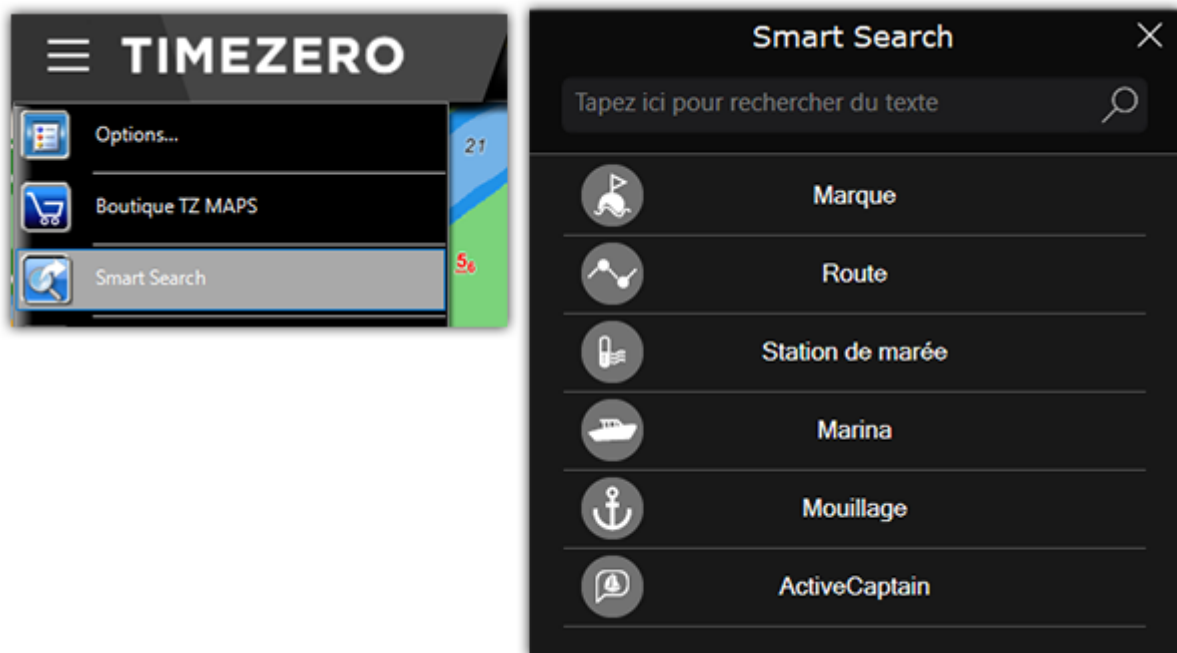 TIMEZERO
Options...
Boutique TZ MAPS
Smart Search
21
56
Smart Search
Tapez ici pour rechercher du texte
Marque
Route
Station de marée
Marina
Mouillage
ActiveCaptain